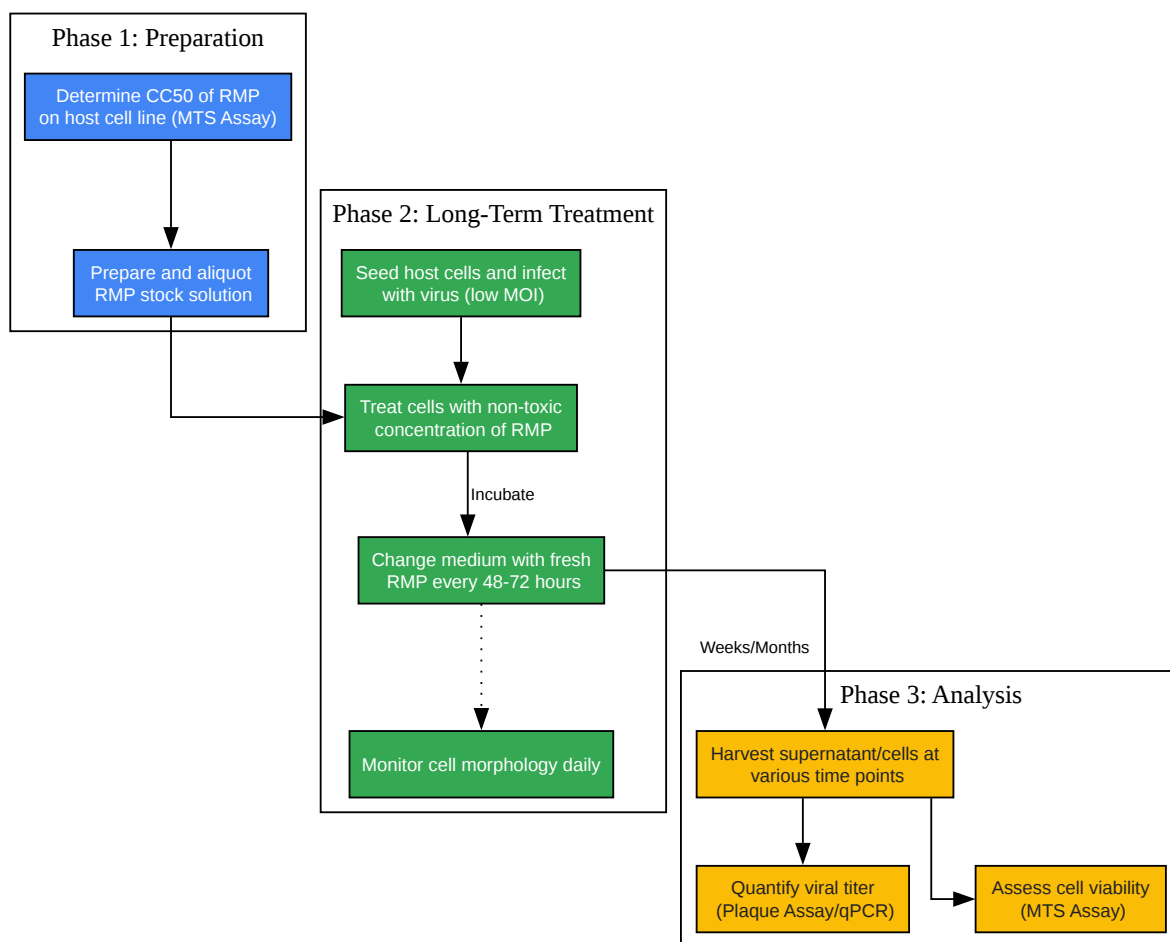 Phase 1: Preparation
Determine CC50 of RMP
on host cell line (MTS Assay)
Prepare and aliquot
RMP stock solution
Phase 2: Long-Term Treatment
Seed host cells and infect
with virus (low MOI)
Treat cells with non-toxic
concentration of RMP
Incubate
Change medium with fresh
RMP every 48-72 hours
Monitor cell morphology daily
Weeks/Months
Phase 3: Analysis
Harvest supernatant/cells at
various time points
Quantify viral titer
(Plaque Assay/qPCR)
Assess cell viability
(MTS Assay)